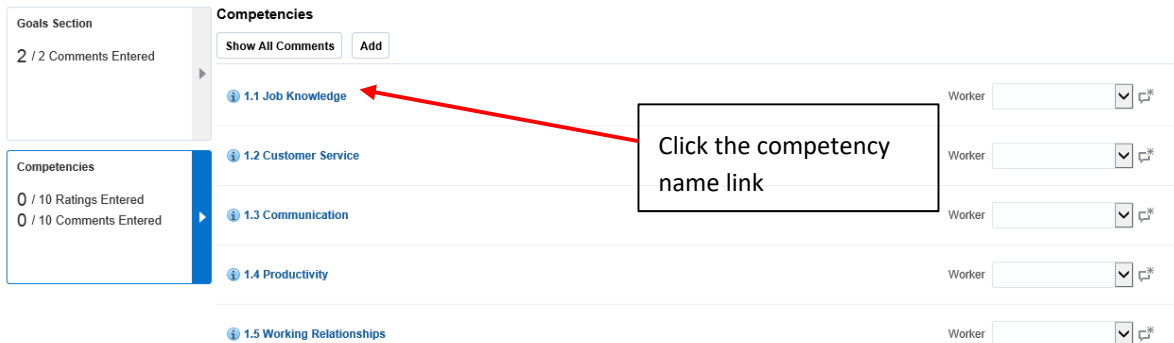 Goals Section
2 / 2 Comments Entered
Competencies
0 / 10 Ratings Entered
0 / 10 Comments Entered
Competencies
Show All Comments Add
1.1 Job Knowledge Worker
1.2 Customer Service Worker
1.3 Communication Worker
1.4 Productivity Worker
1.5 Working Relationships Worker
Click the competency
name link